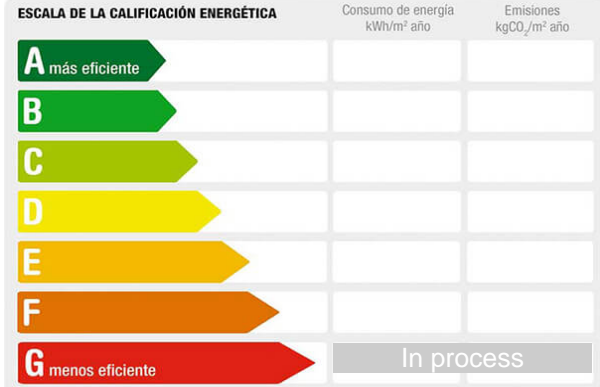 ESCALA DE LA CALIFICACIÓN ENERGÉTICA
Consumo de energía
kWh/m² año
Emisiones
kgCO₂/m² año
A más eficiente
B
C
D
E
F
G menos eficiente
In process